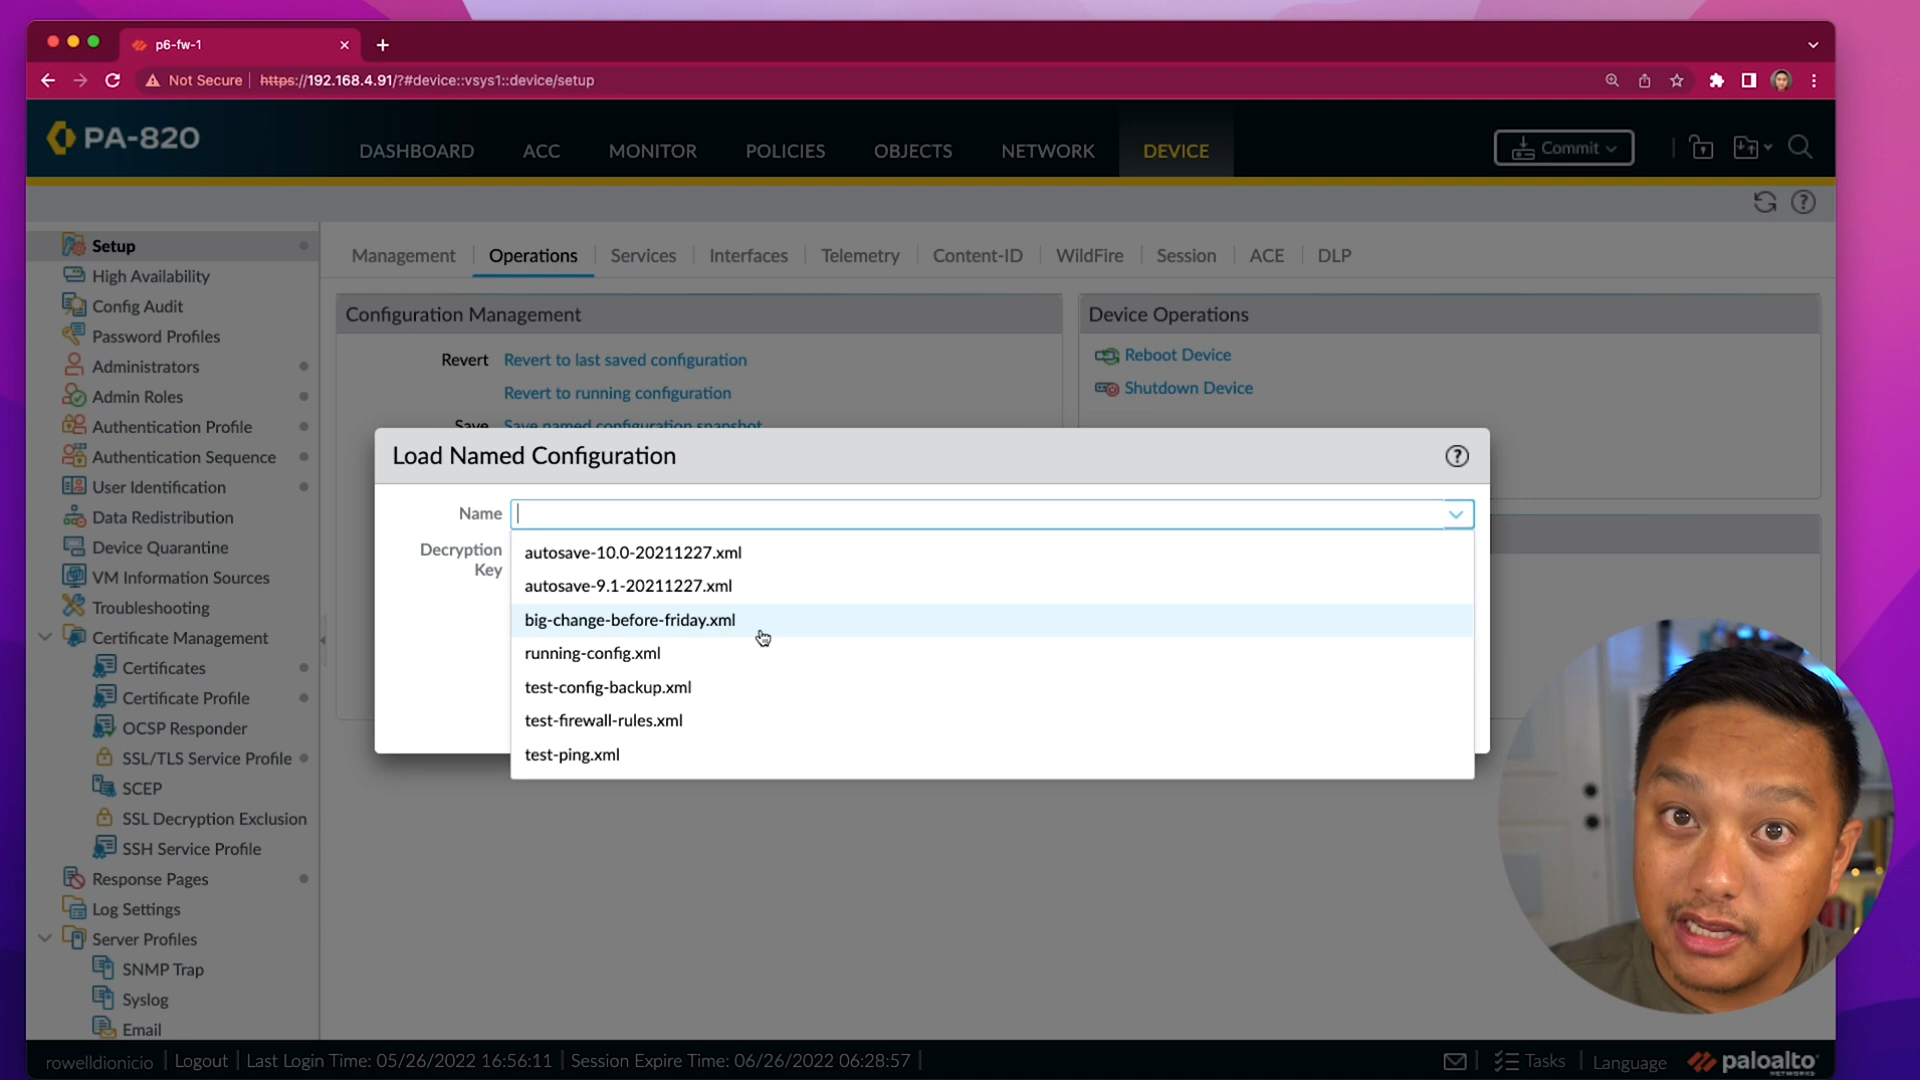 p6-fw-1
Not Secure https://192.168.4.91/?#device::vsys1::device/setup
PA-820
DASHBOARD ACC MONITOR POLICIES OBJECTS NETWORK DEVICE
Commit
Setup
High Availability
Config Audit
Password Profiles
Administrators
Admin Roles
Authentication Profile
Authentication Sequence
User Identification
Data Redistribution
Device Quarantine
VM Information Sources
Troubleshooting
Certificate Management
Certificates
Certificate Profile
OCSP Responder
SSL/TLS Service Profile
SCEP
SSL Decryption Exclusion
SSH Service Profile
Response Pages
Log Settings
Server Profiles
SNMP Trap
Syslog
Email
Management Operations Services Interfaces Telemetry Content-ID WildFire Session ACE DLP
Configuration Management
Revert Revert to last saved configuration
Revert to running configuration
Save Save named configuration snapshot
Device Operations
Reboot Device
Shutdown Device
Load Named Configuration
Name
Decryption
Key
autosave-10.0-20211227.xml
autosave-9.1-20211227.xml
big-change-before-friday.xml
running-config.xml
test-config-backup.xml
test-firewall-rules.xml
test-ping.xml
rowelldionicio Logout Last Login Time: 05/26/2022 16:56:11 Session Expire Time: 06/26/2022 06:28:57
Tasks Language paloalto
NETWORKS